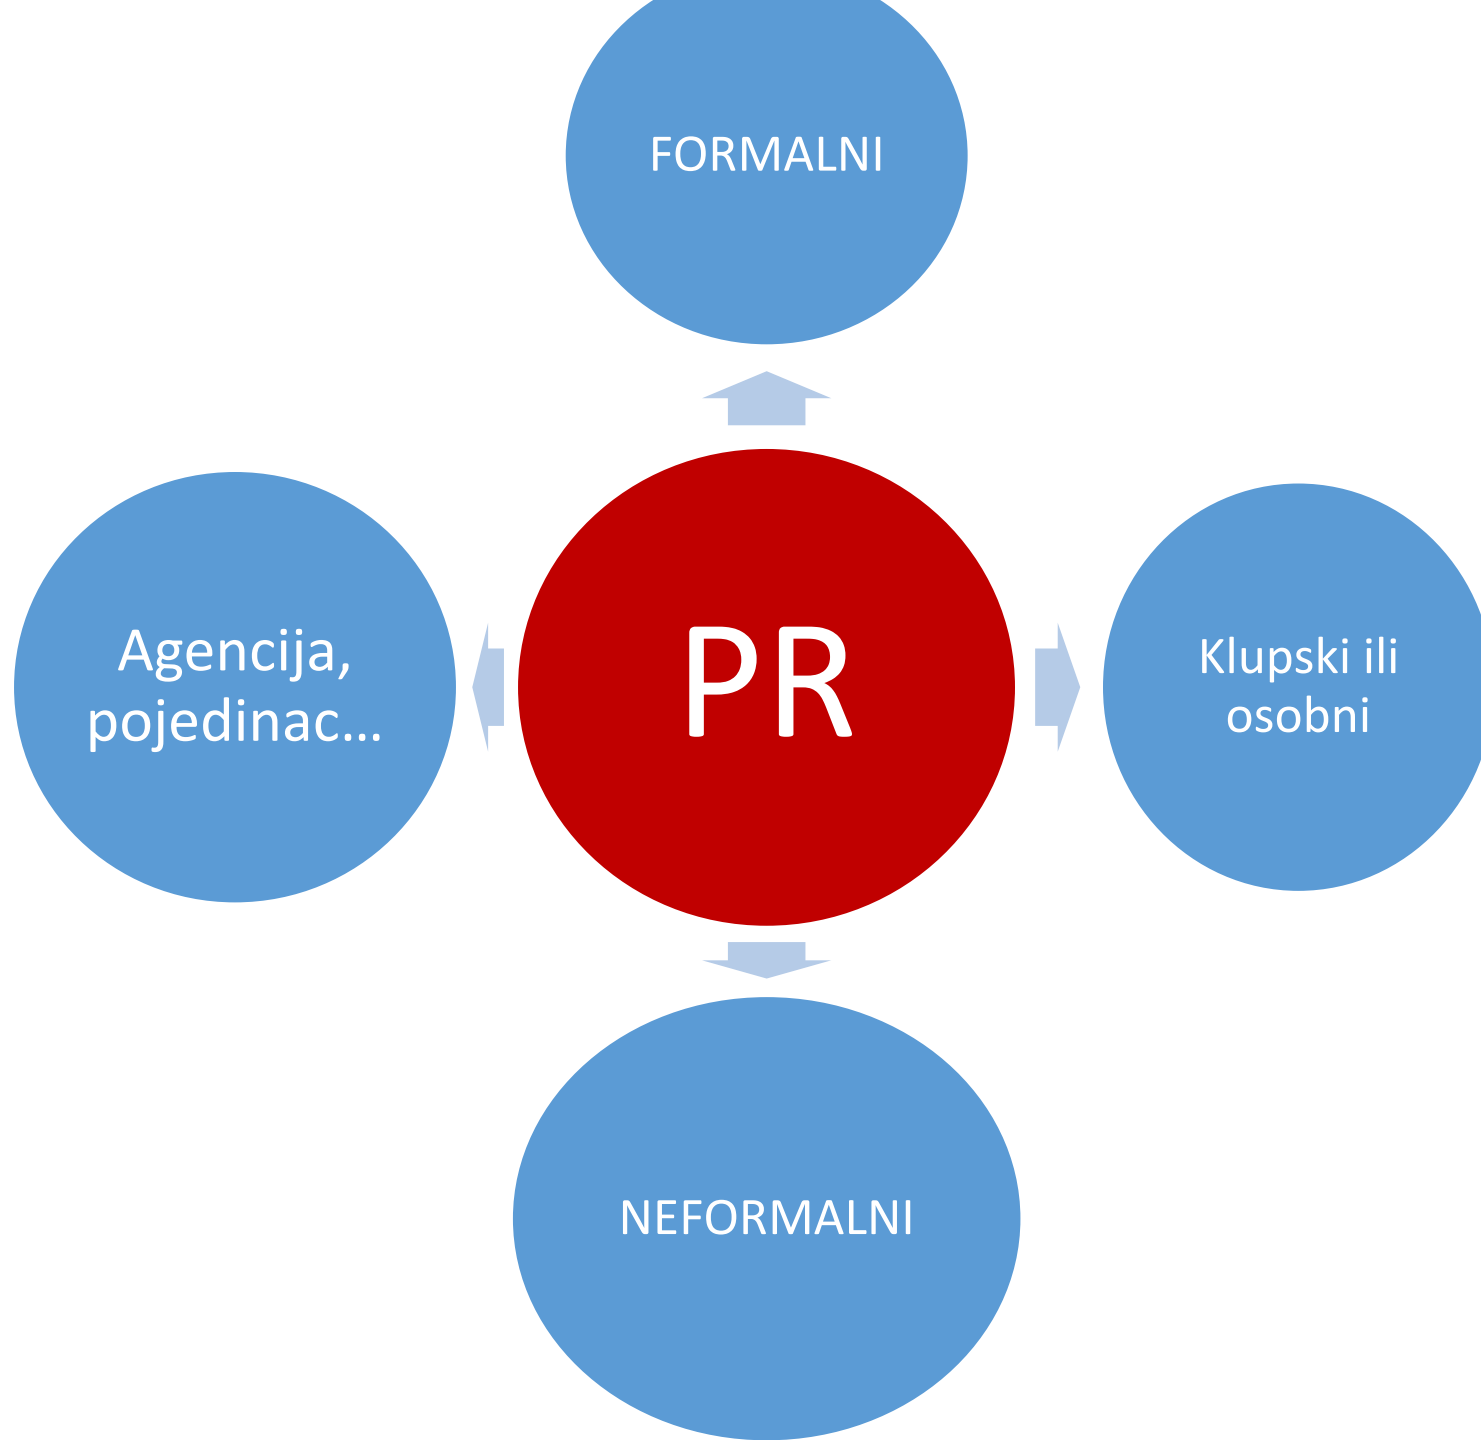 FORMALNI
Agencija,
pojedinac...
PR
Klupski ili
osobni
NEFORMALNI